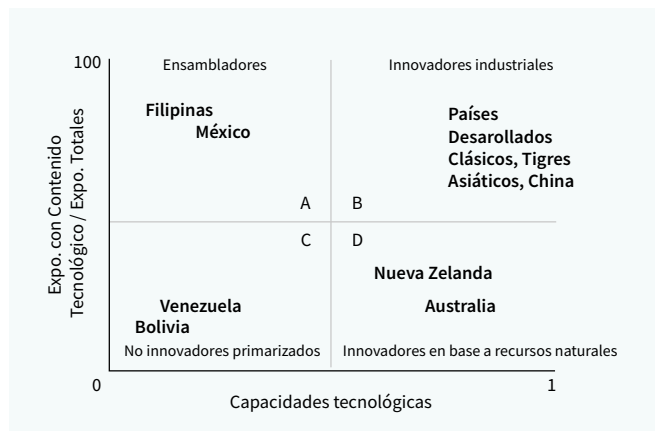 100
Ensambladores
Innovadores industriales
Expo. con Contenido
Tecnológico / Expo. Totales
Filipinas
México
Países
Desarollados
Clásicos, Tigres
Asiáticos, China
A
B
C
D
Nueva Zelanda
Australia
Venezuela
Bolivia
No innovadores primarizados
Innovadores en base a recursos naturales
0
1
Capacidades tecnológicas